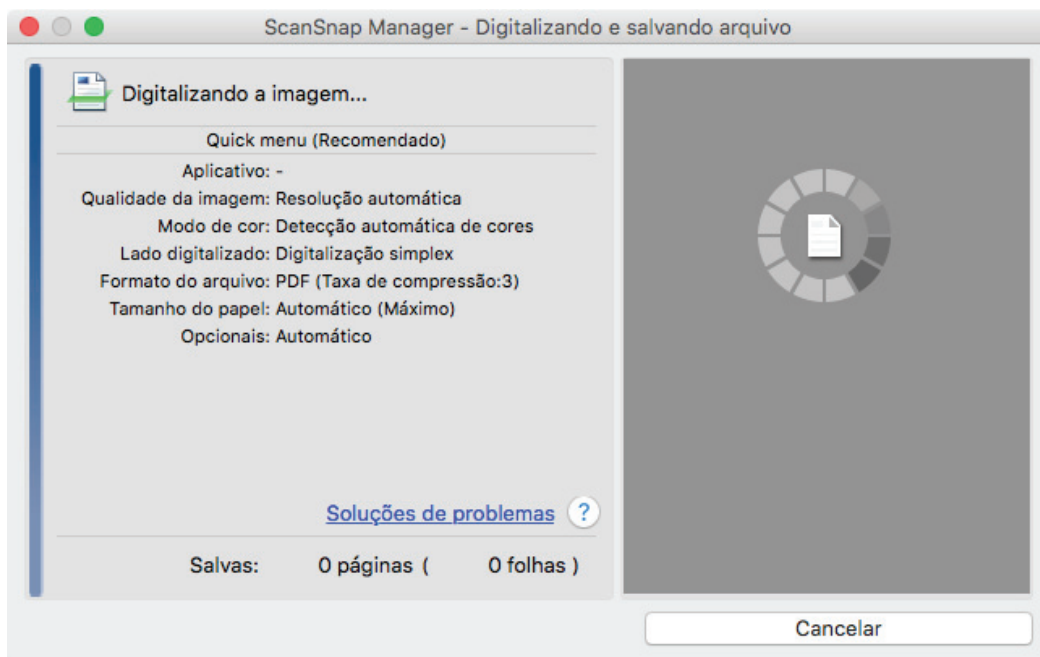 ScanSnap Manager - Digitalizando e salvando arquivo
Digitalizando a imagem...
Quick menu (Recomendado)
Aplicativo: -
Qualidade da imagem: Resolução automática
Modo de cor: Detecção automática de cores
Lado digitalizado: Digitalização simplex
Formato do arquivo: PDF (Taxa de compressão:3)
Tamanho do papel: Automático (Máximo)
Opcionais: Automático
Soluções de problemas ?
Salvas: 0 páginas ( 0 folhas )
Cancelar